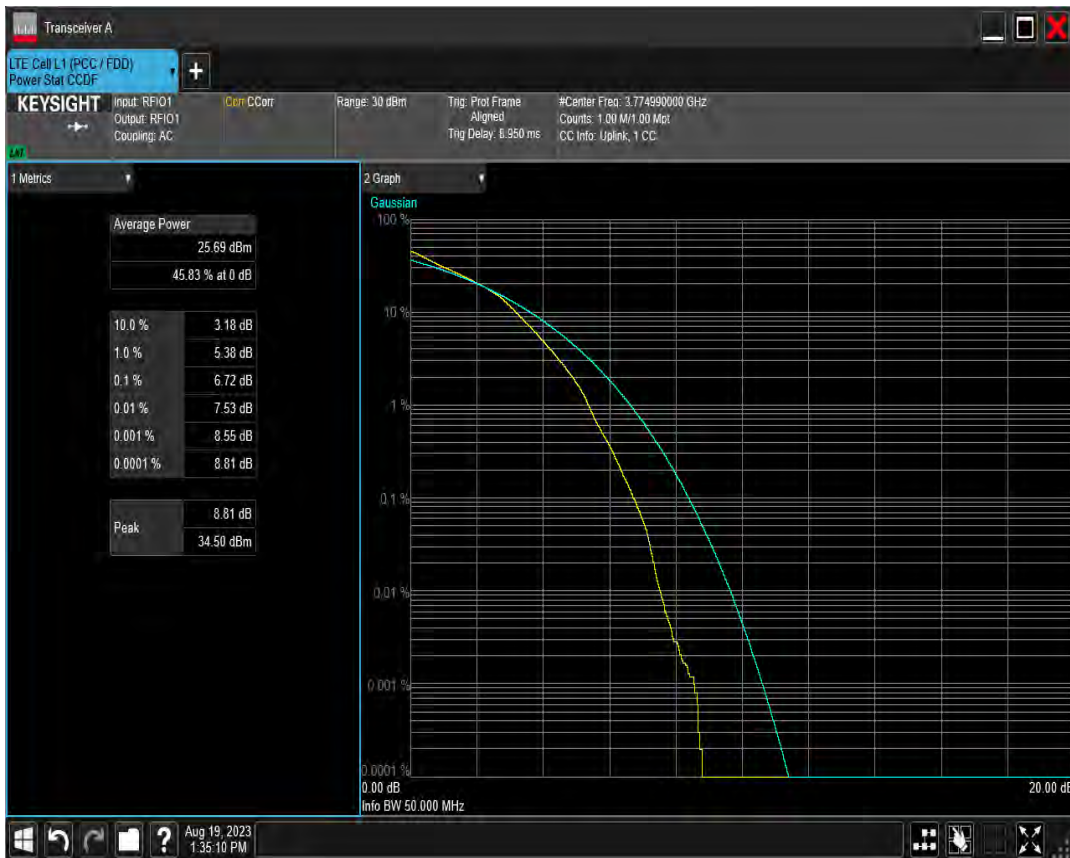 Transceiver A
LTE Cell L1 (PCC / FDD)
Power Stat CCDF
+
KEYSIGHT
Input: RFIO1
Output: RFIO1
Coupling: AC
Corr CCorr
Range: 30 dBm
Trig: Prot Frame
Aligned
Trig Delay: 8.950 ms
#Center Freq: 3.774990000 GHz
Counts: 1.00 M/1.00 Mpt
CC Info: Uplink, 1 CC
1 Metrics
Average Power
25.69 dBm
45.83 % at 0 dB
10.0 % 3.18 dB
1.0 % 5.38 dB
0.1 % 6.72 dB
0.01 % 7.53 dB
0.001 % 8.55 dB
0.0001 % 8.81 dB
Peak
8.81 dB
34.50 dBm
2 Graph
Gaussian
100 %
10 %
1 %
0.1 %
0.01 %
0.001 %
0.0001 %
0.00 dB
20.00 dB
Info BW 50.000 MHz
?
Aug 19, 2023
1:35:10 PM